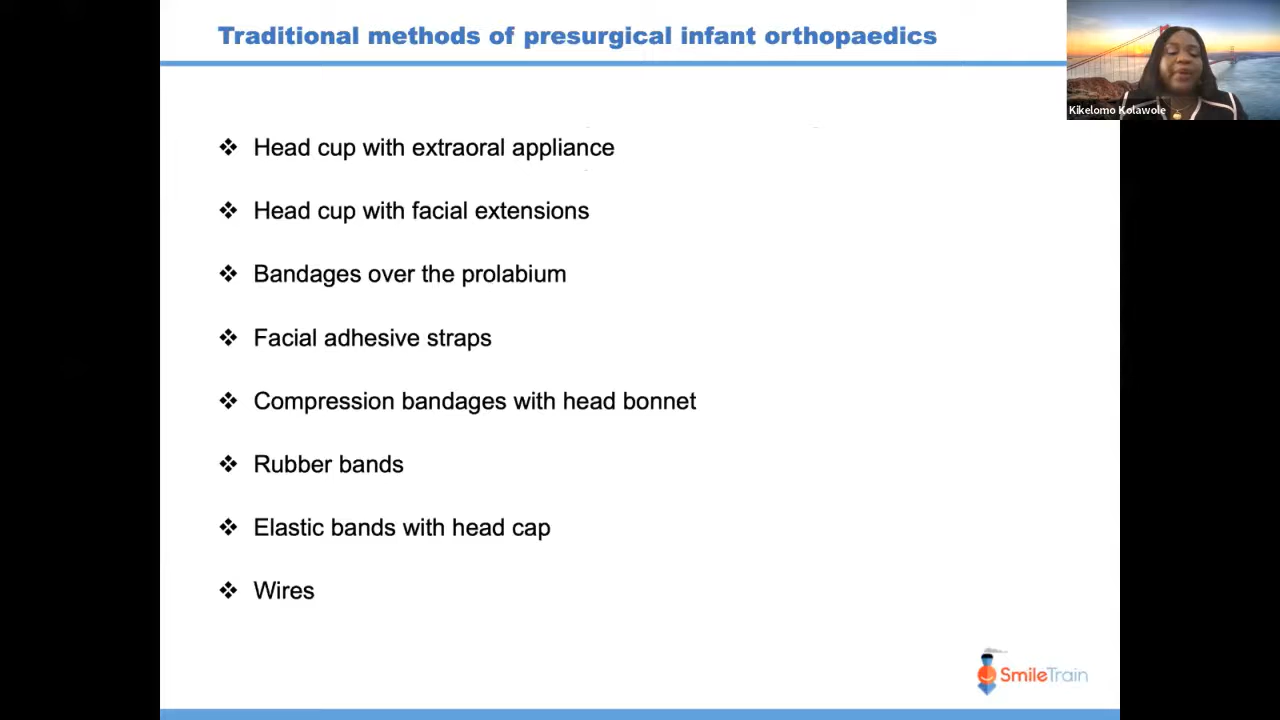 Traditional methods of presurgical infant orthopaedics
Kikelomo Kolawole
❖ Head cup with extraoral appliance
❖ Head cup with facial extensions
❖ Bandages over the prolabium
❖ Facial adhesive straps
❖ Compression bandages with head bonnet
❖ Rubber bands
❖ Elastic bands with head cap
❖ Wires
SmileTrain